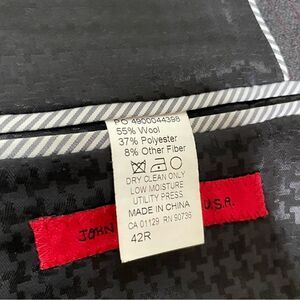 PO 4900044398
55% Wool
37% Polyester
8% Other Fiber
DRY CLEAN ONLY
LOW MOISTURE
UTILITY PRESS
MADE IN CHINA
CA 01129 RN 90736
42R
JOHN U.S.A.